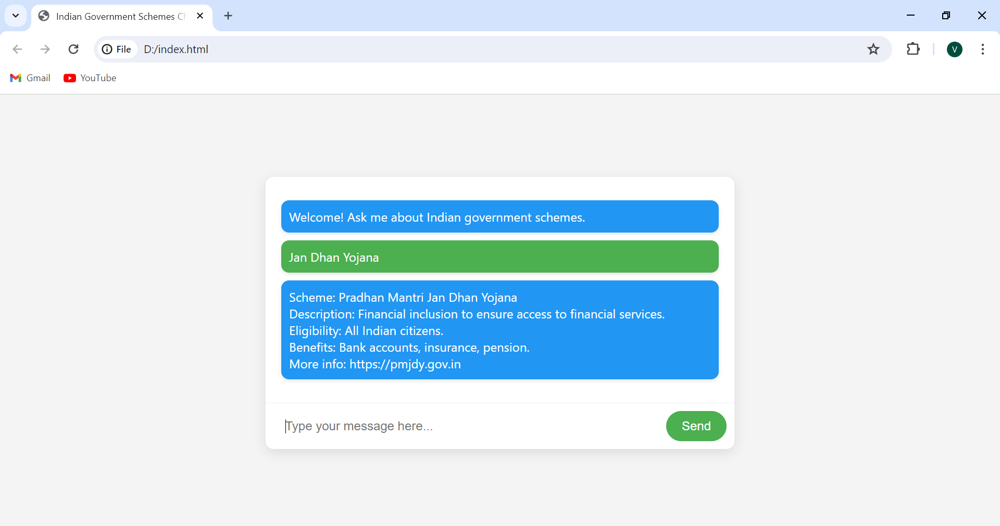 Indian Government Schemes
File
D:/index.html
V
Gmail
YouTube
Welcome! Ask me about Indian government schemes.
Jan Dhan Yojana
Scheme: Pradhan Mantri Jan Dhan Yojana
Description: Financial inclusion to ensure access to financial services.
Eligibility: All Indian citizens.
Benefits: Bank accounts, insurance, pension.
More info: https://pmjdy.gov.in
Type your message here...
Send